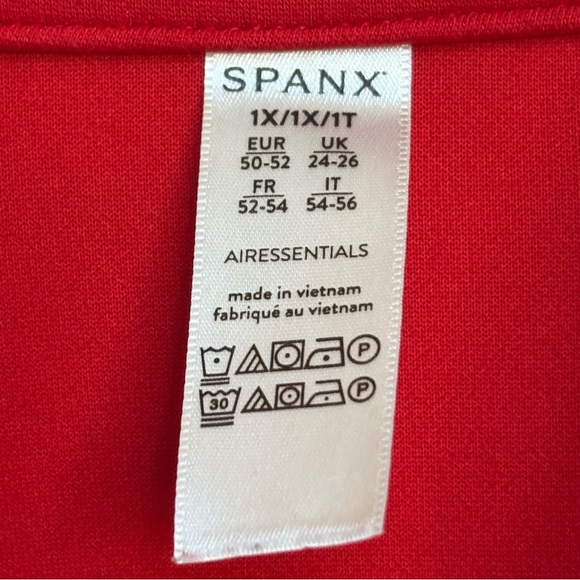 SPANX
1X/1X/1T
EUR UK
50-52 24-26
FR IT
52-54 54-56
AIRESSENTIALS
made in vietnam
fabriqué au vietnam
P
30 P